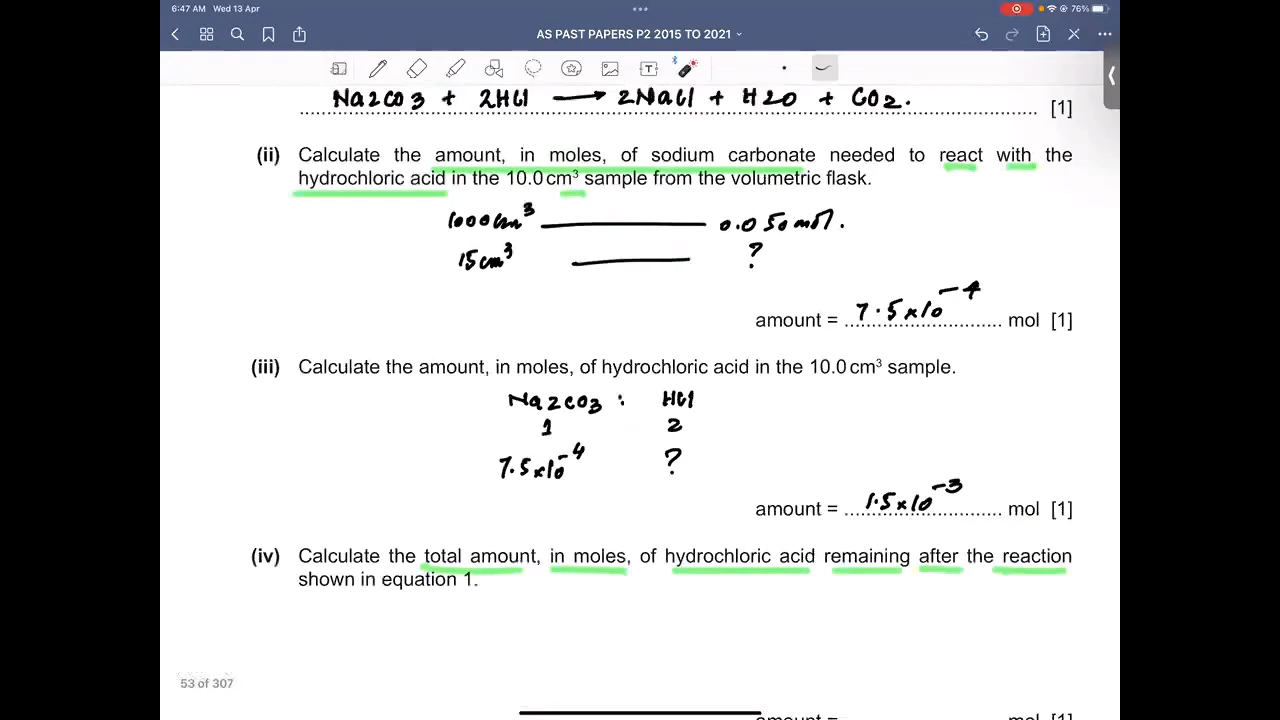 6:47 AM Wed 13 Apr
76%
AS PAST PAPERS P2 2015 TO 2021
T
Na2CO3 + 2HCl → 2NaCl + H2O + CO2. [1]
(ii) Calculate the amount, in moles, of sodium carbonate needed to react with the
hydrochloric acid in the 10.0 cm³ sample from the volumetric flask.
1000cm³ 0.050 mol.
15cm³ ?
amount = 7.5×10⁻⁴ mol [1]
(iii) Calculate the amount, in moles, of hydrochloric acid in the 10.0 cm³ sample.
Na2CO3 : HCl
1 2
7.5×10⁻⁴ ?
amount = 1.5×10⁻³ mol [1]
(iv) Calculate the total amount, in moles, of hydrochloric acid remaining after the reaction
shown in equation 1.
53 of 307
amount = mol [1]